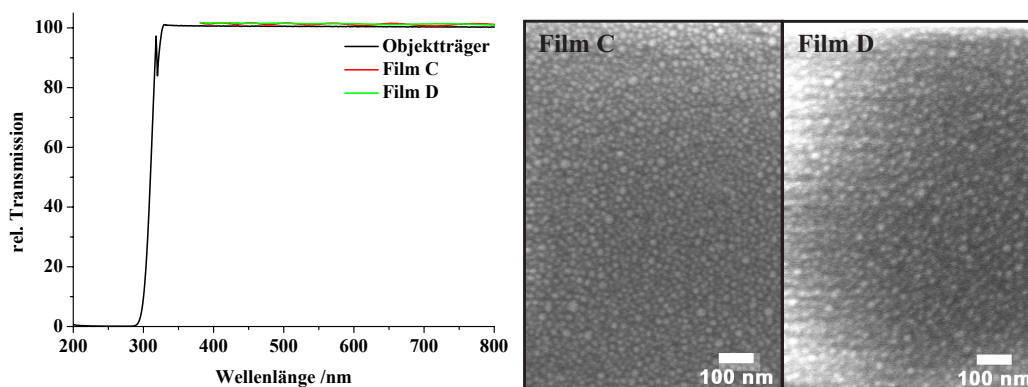 100
80
60
40
20
0
rel. Transmission
200 300 400 500 600 700 800
Wellenlänge /nm
Objektträger
Film C
Film D
Film C
100 nm
Film D
100 nm